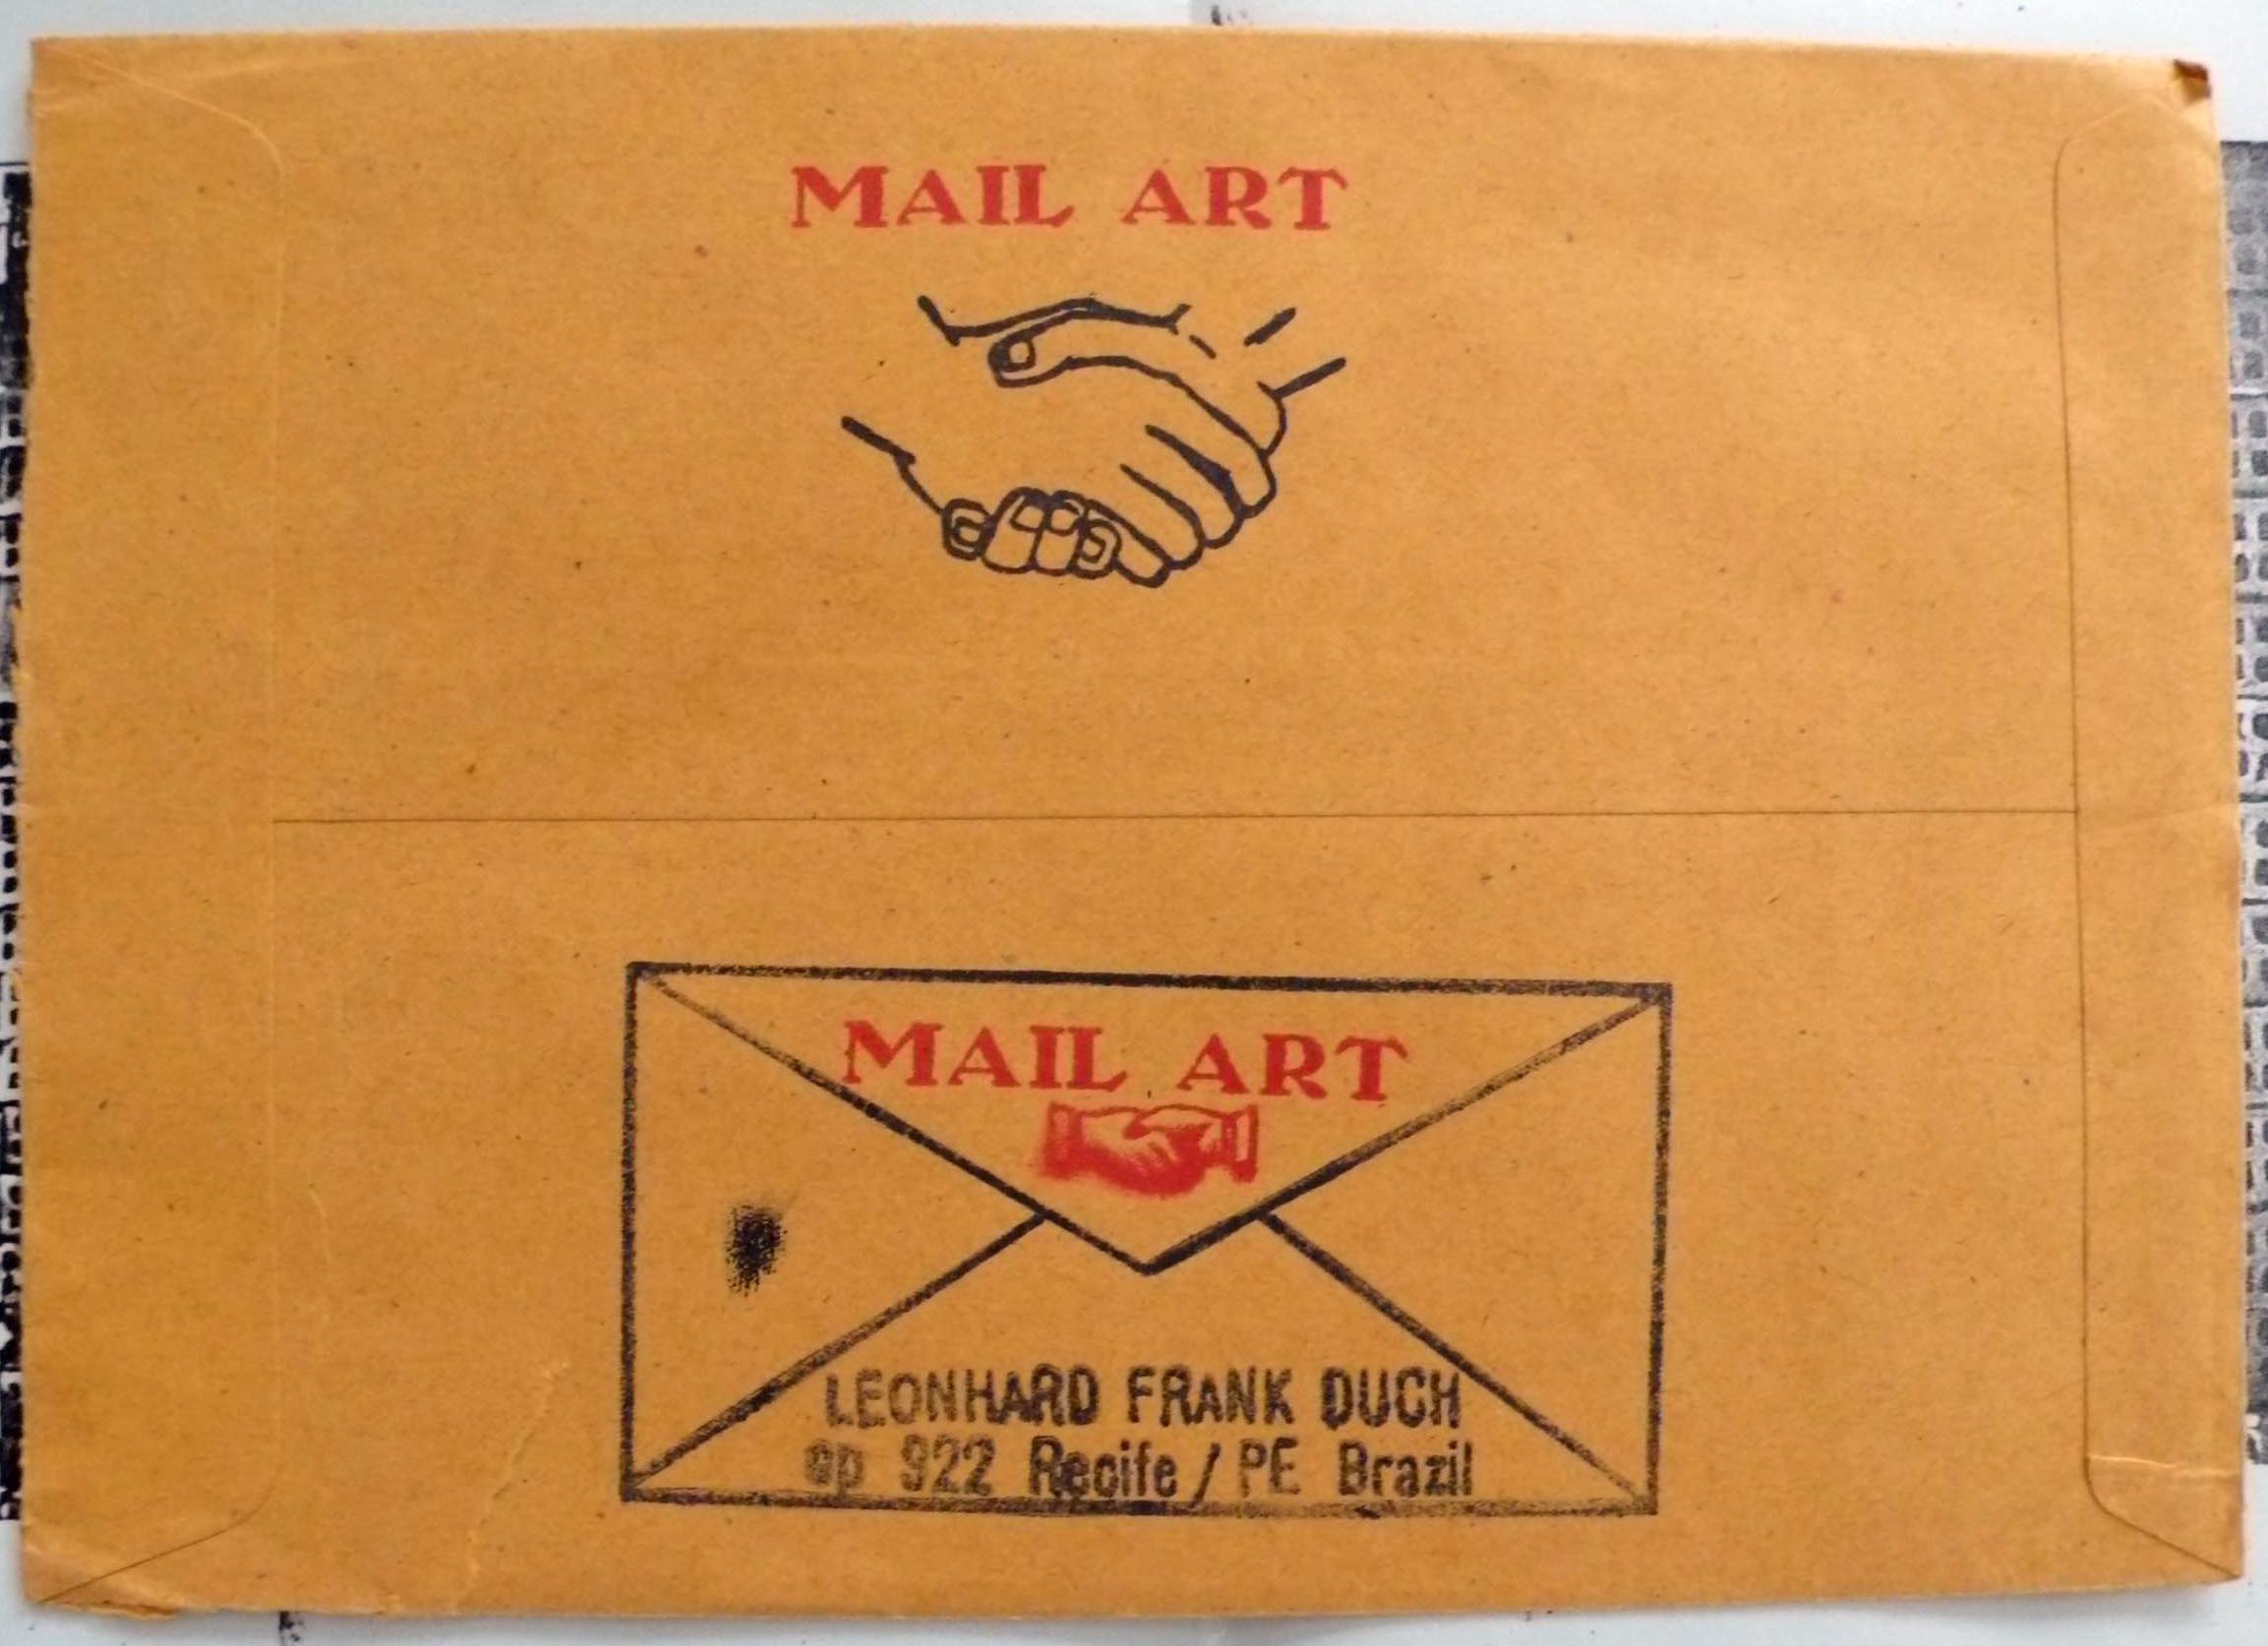 MAIL ART
MAIL ART
LEONHARD FRANK DUCH
cp 922 Recife / PE Brazil